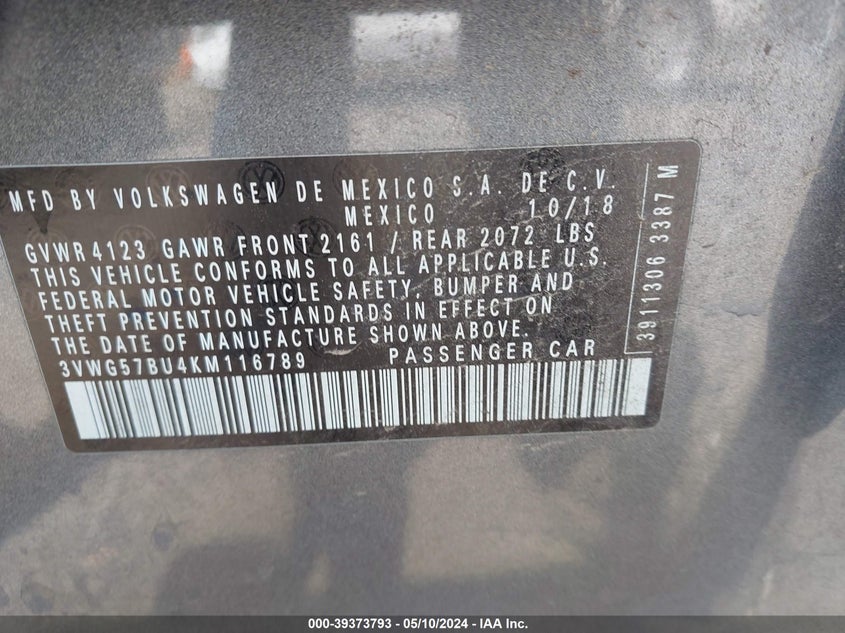 MFD BY VOLKSWAGEN DE MEXICO S.A. DE C.V.
MEXICO 10/18
GVWR 4123 GAWR FRONT 2161 / REAR 2072 LBS
THIS VEHICLE CONFORMS TO ALL APPLICABLE U.S.
FEDERAL MOTOR VEHICLE SAFETY, BUMPER AND
THEFT PREVENTION STANDARDS IN EFFECT ON
THE DATE OF MANUFACTURE SHOWN ABOVE.
3VWG57BU4KM116789 PASSENGER CAR
3911306 3387 M
000-39373793 - 05/10/2024 - IAA Inc.